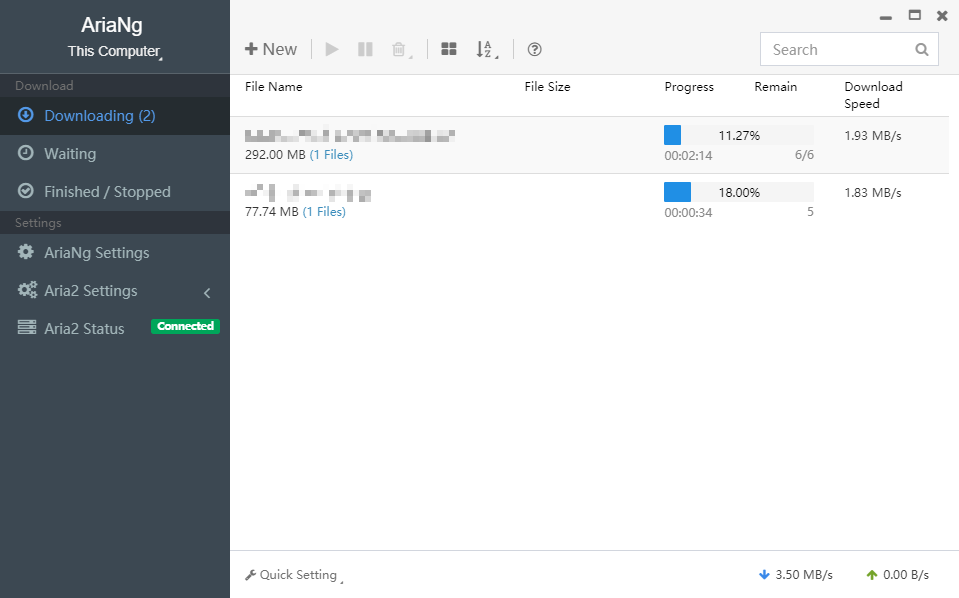 AriaNg
This Computer
Download
Downloading (2)
Waiting
Finished / Stopped
Settings
AriaNg Settings
Aria2 Settings
Aria2 Status Connected
New
Search
File Name File Size Progress Remain Download Speed
11.27% 1.93 MB/s
292.00 MB (1 Files) 00:02:14 6/6
18.00% 1.83 MB/s
77.74 MB (1 Files) 00:00:34 5
Quick Setting 3.50 MB/s 0.00 B/s